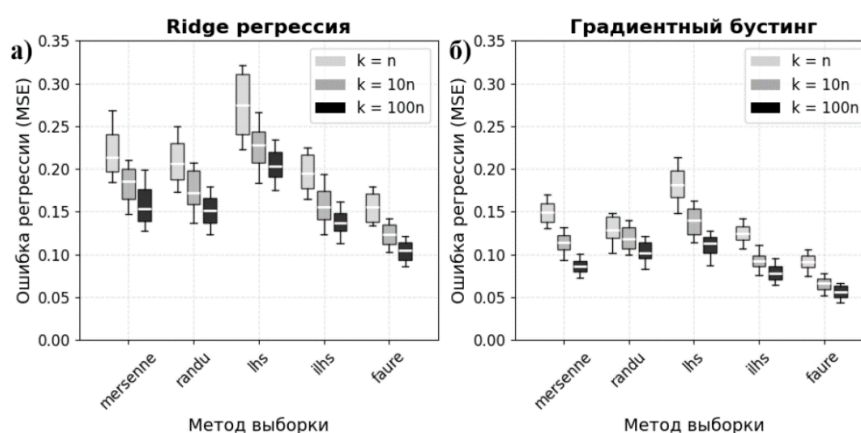 а)
Ridge регрессия
Ошибка регрессии (MSE)
0.35
0.30
0.25
0.20
0.15
0.10
0.05
0.00
k = n
k = 10n
k = 100n
mersenne
randu
lhs
ilhs
faure
Метод выборки
б)
Градиентный бустинг
Ошибка регрессии (MSE)
0.35
0.30
0.25
0.20
0.15
0.10
0.05
0.00
k = n
k = 10n
k = 100n
mersenne
randu
lhs
ilhs
faure
Метод выборки